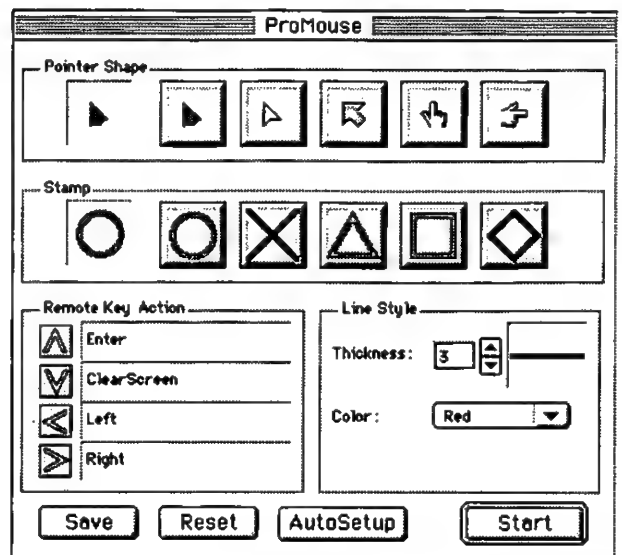 ProMouse
Pointer Shape
Stamp
Remote Key Action
Enter
ClearScreen
Left
Right
Line Style
Thickness: 3
Color: Red
Save Reset AutoSetup Start